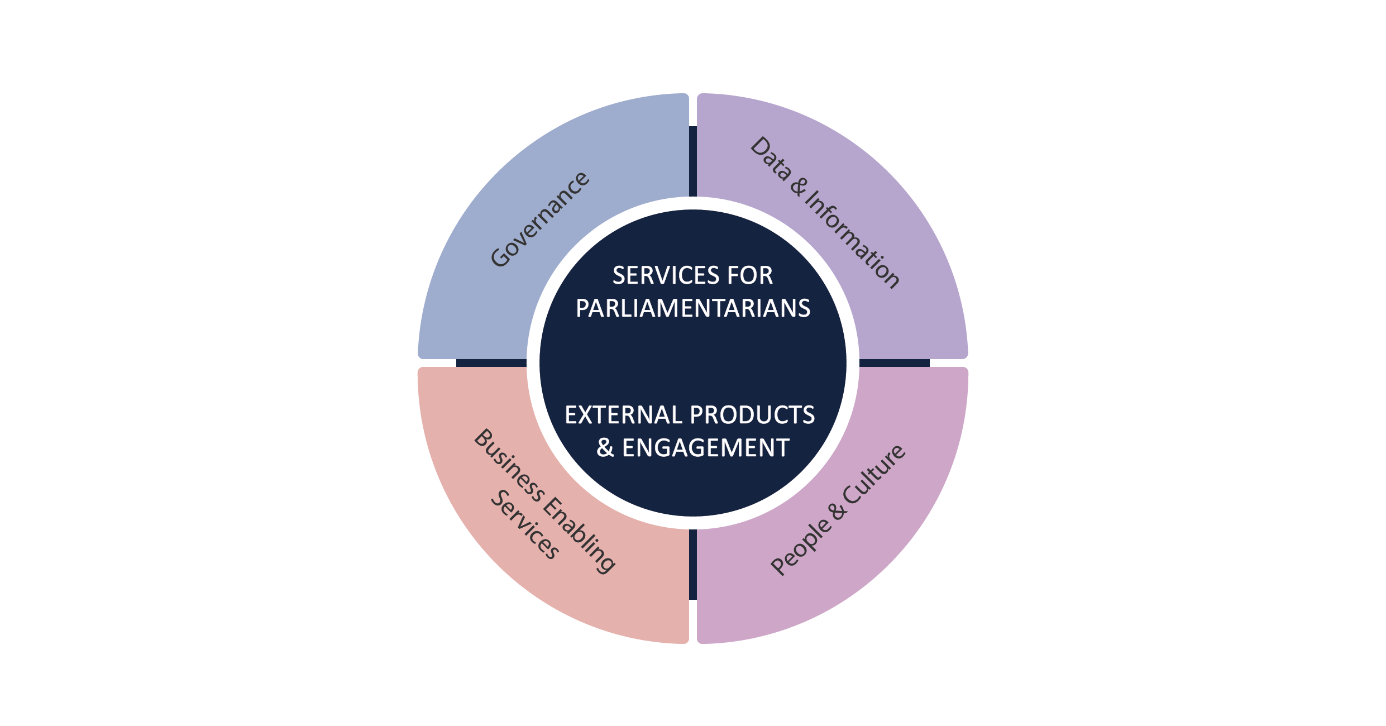 Governance
Data & Information
SERVICES FOR
PARLIAMENTARIANS
EXTERNAL PRODUCTS
& ENGAGEMENT
Business Enabling
Services
People & Culture